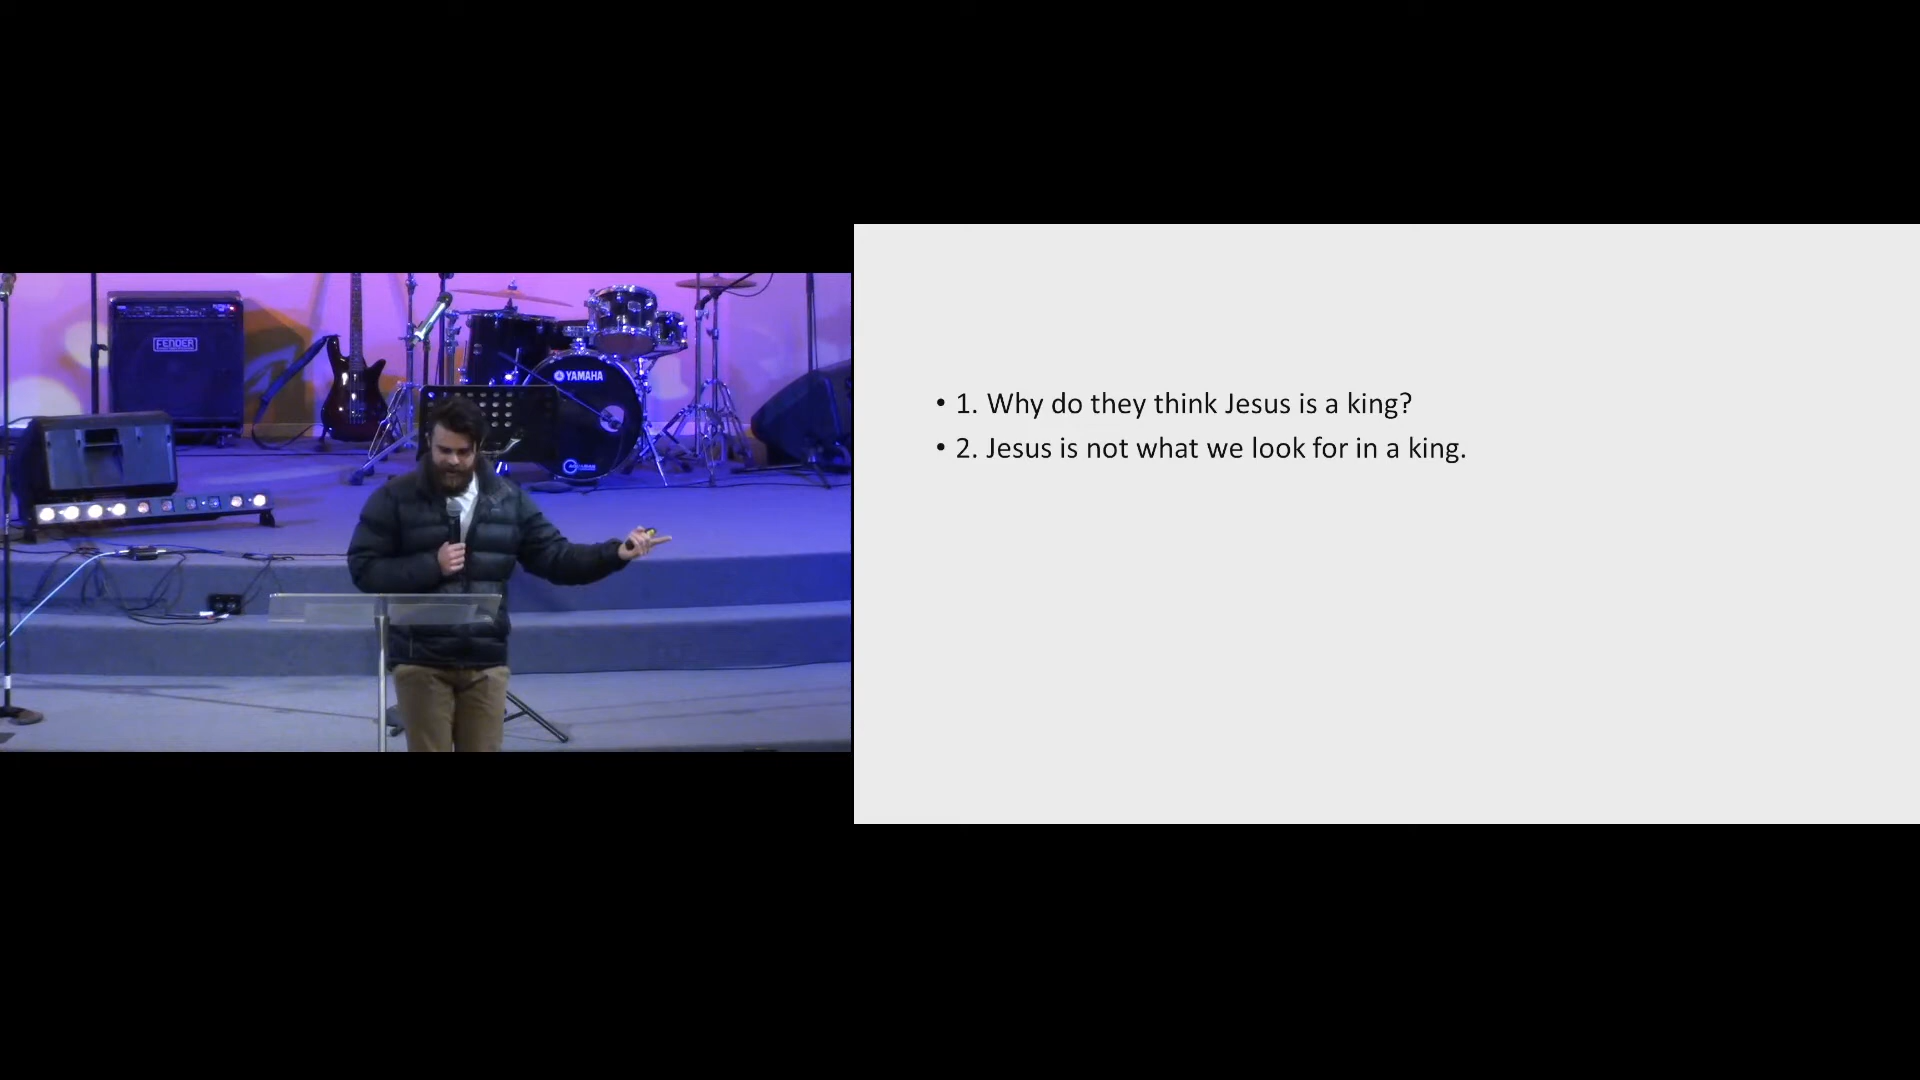 FENDER
YAMAHA
• 1. Why do they think Jesus is a king?
• 2. Jesus is not what we look for in a king.